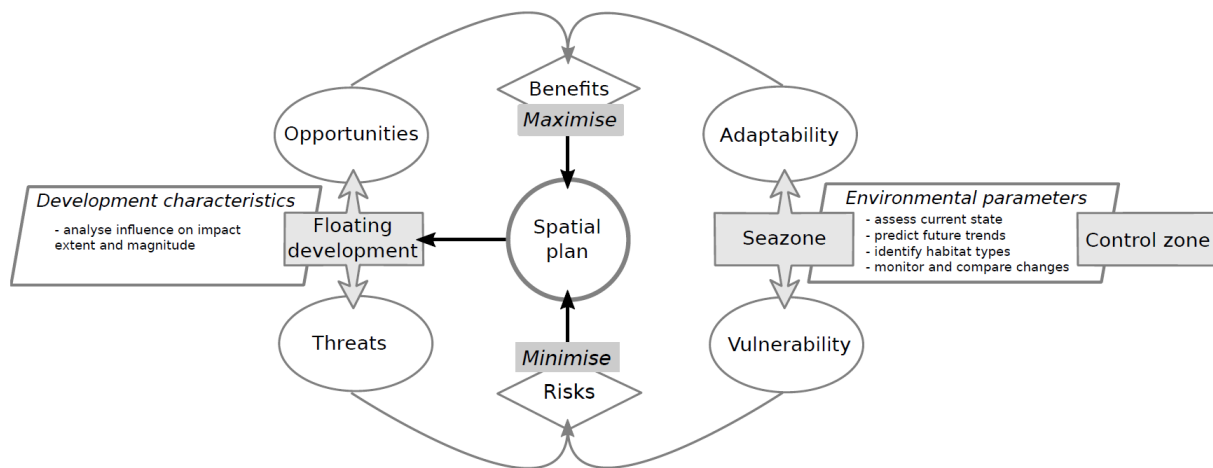 Benefits
Maximise
Opportunities
Adaptability
Development characteristics
- analyse influence on impact
extent and magnitude
Floating
development
Spatial
plan
Seazone
Environmental parameters
- assess current state
- predict future trends
- identify habitat types
- monitor and compare changes
Control zone
Threats
Vulnerability
Minimise
Risks